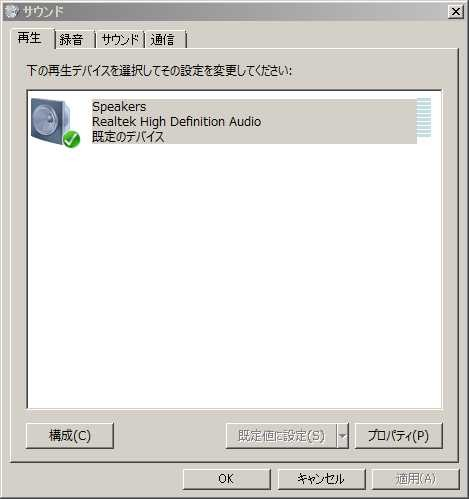 サウンド
再生
録音
サウンド
通信
下の再生デバイスを選択してその設定を変更してください:
Speakers
Realtek High Definition Audio
既定のデバイス
構成(C)
既定値に設定(S)
プロパティ(P)
OK
キャンセル
適用(A)